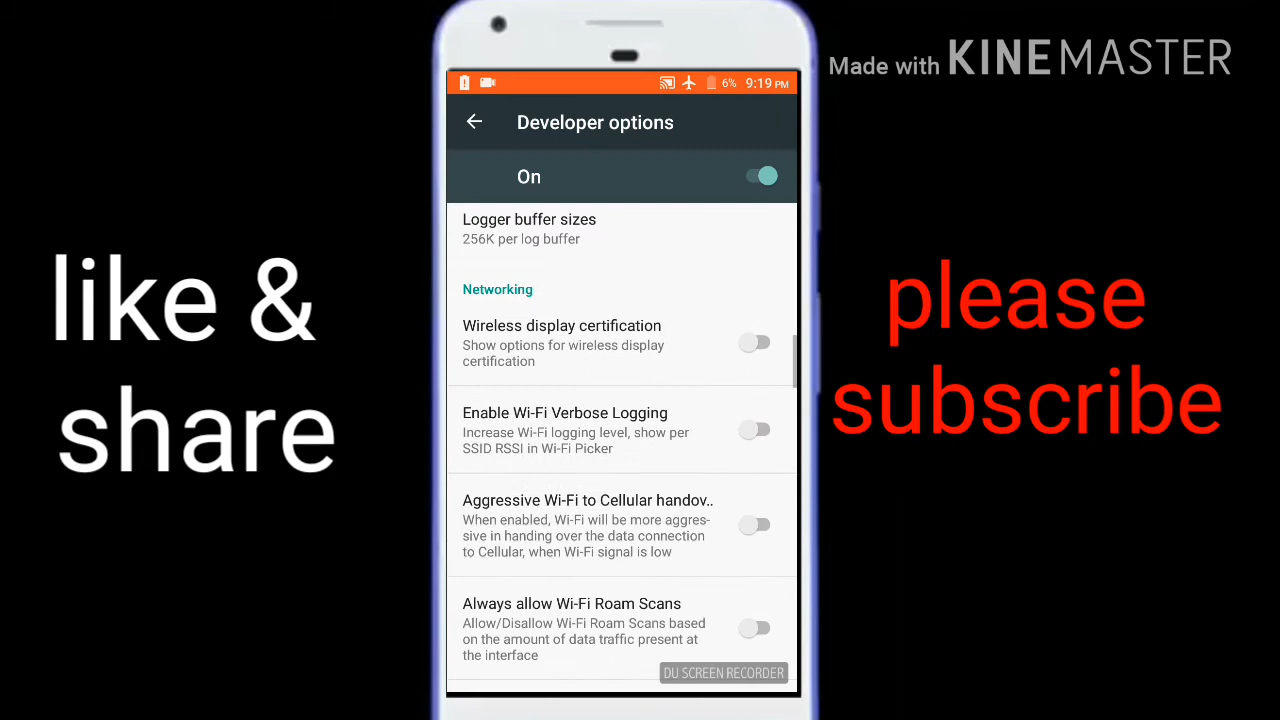 Made with KINEMASTER
6% 9:19 PM
Developer options
On
Logger buffer sizes
256K per log buffer
Networking
Wireless display certification
Show options for wireless display
certification
Enable Wi-Fi Verbose Logging
Increase Wi-Fi logging level, show per
SSID RSSI in Wi-Fi Picker
Aggressive Wi-Fi to Cellular handov..
When enabled, Wi-Fi will be more aggres-
sive in handing over the data connection
to Cellular, when Wi-Fi signal is low
Always allow Wi-Fi Roam Scans
Allow/Disallow Wi-Fi Roam Scans based
on the amount of data traffic present at
the interface
DU SCREEN RECORDER
like &
share
please
subscribe